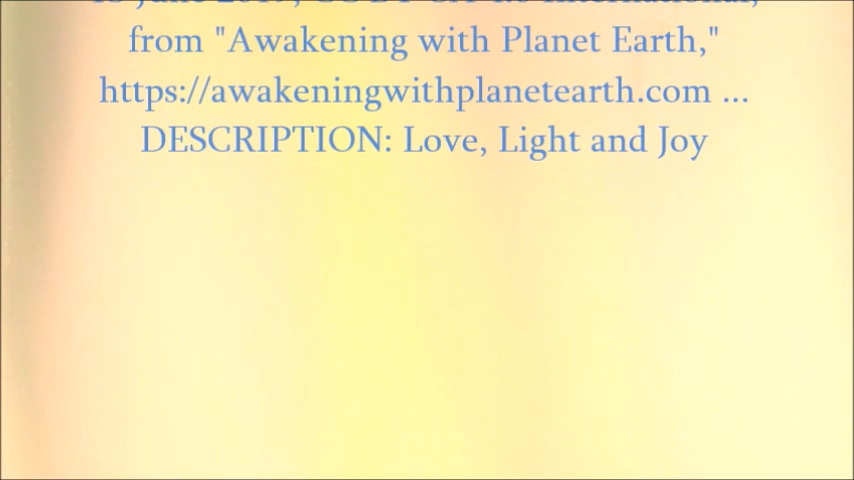 from "Awakening with Planet Earth,"
https://awakeningwithplanetearth.com ...
DESCRIPTION: Love, Light and Joy